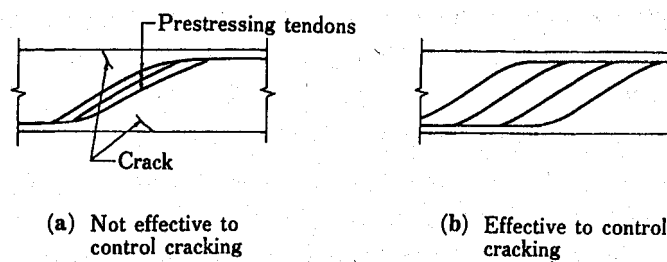 Prestressing tendons
Crack
(a) Not effective to
control cracking
(b) Effective to control
cracking